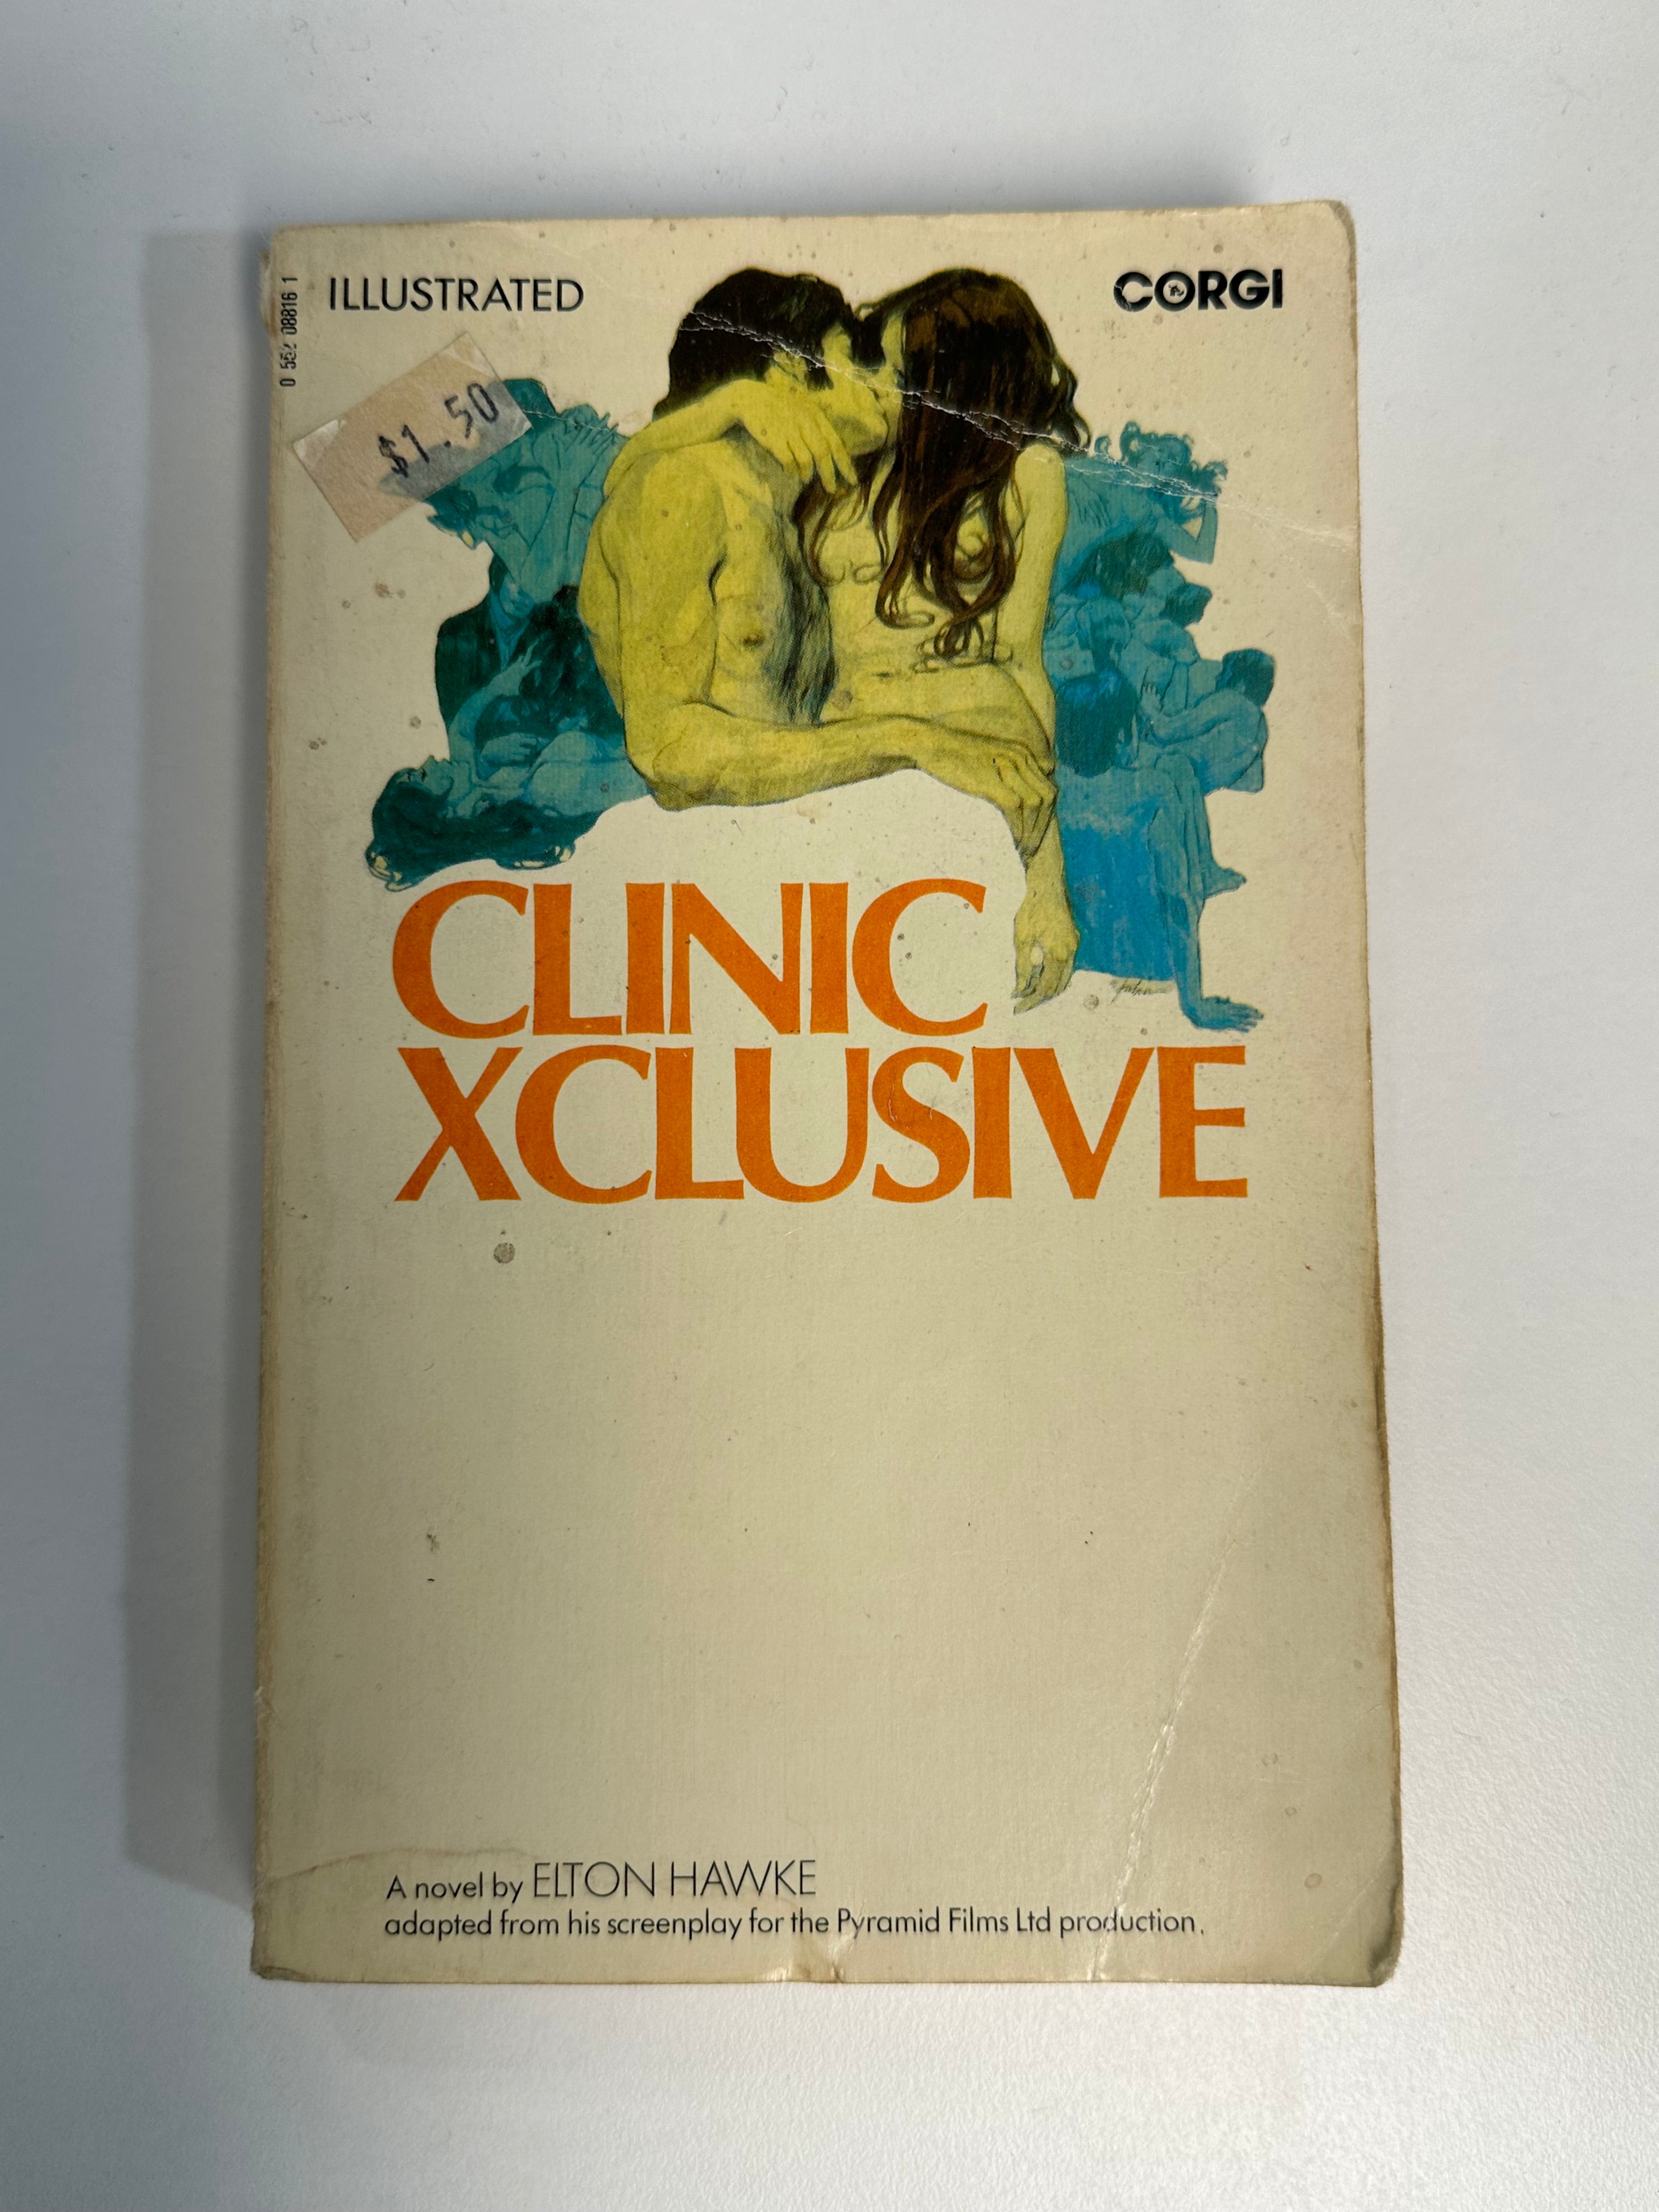 0 552 08816 1
ILLUSTRATED
CORGI
$1.50
CLINIC
XCLUSIVE
A novel by ELTON HAWKE
adapted from his screenplay for the Pyramid Films Ltd production.